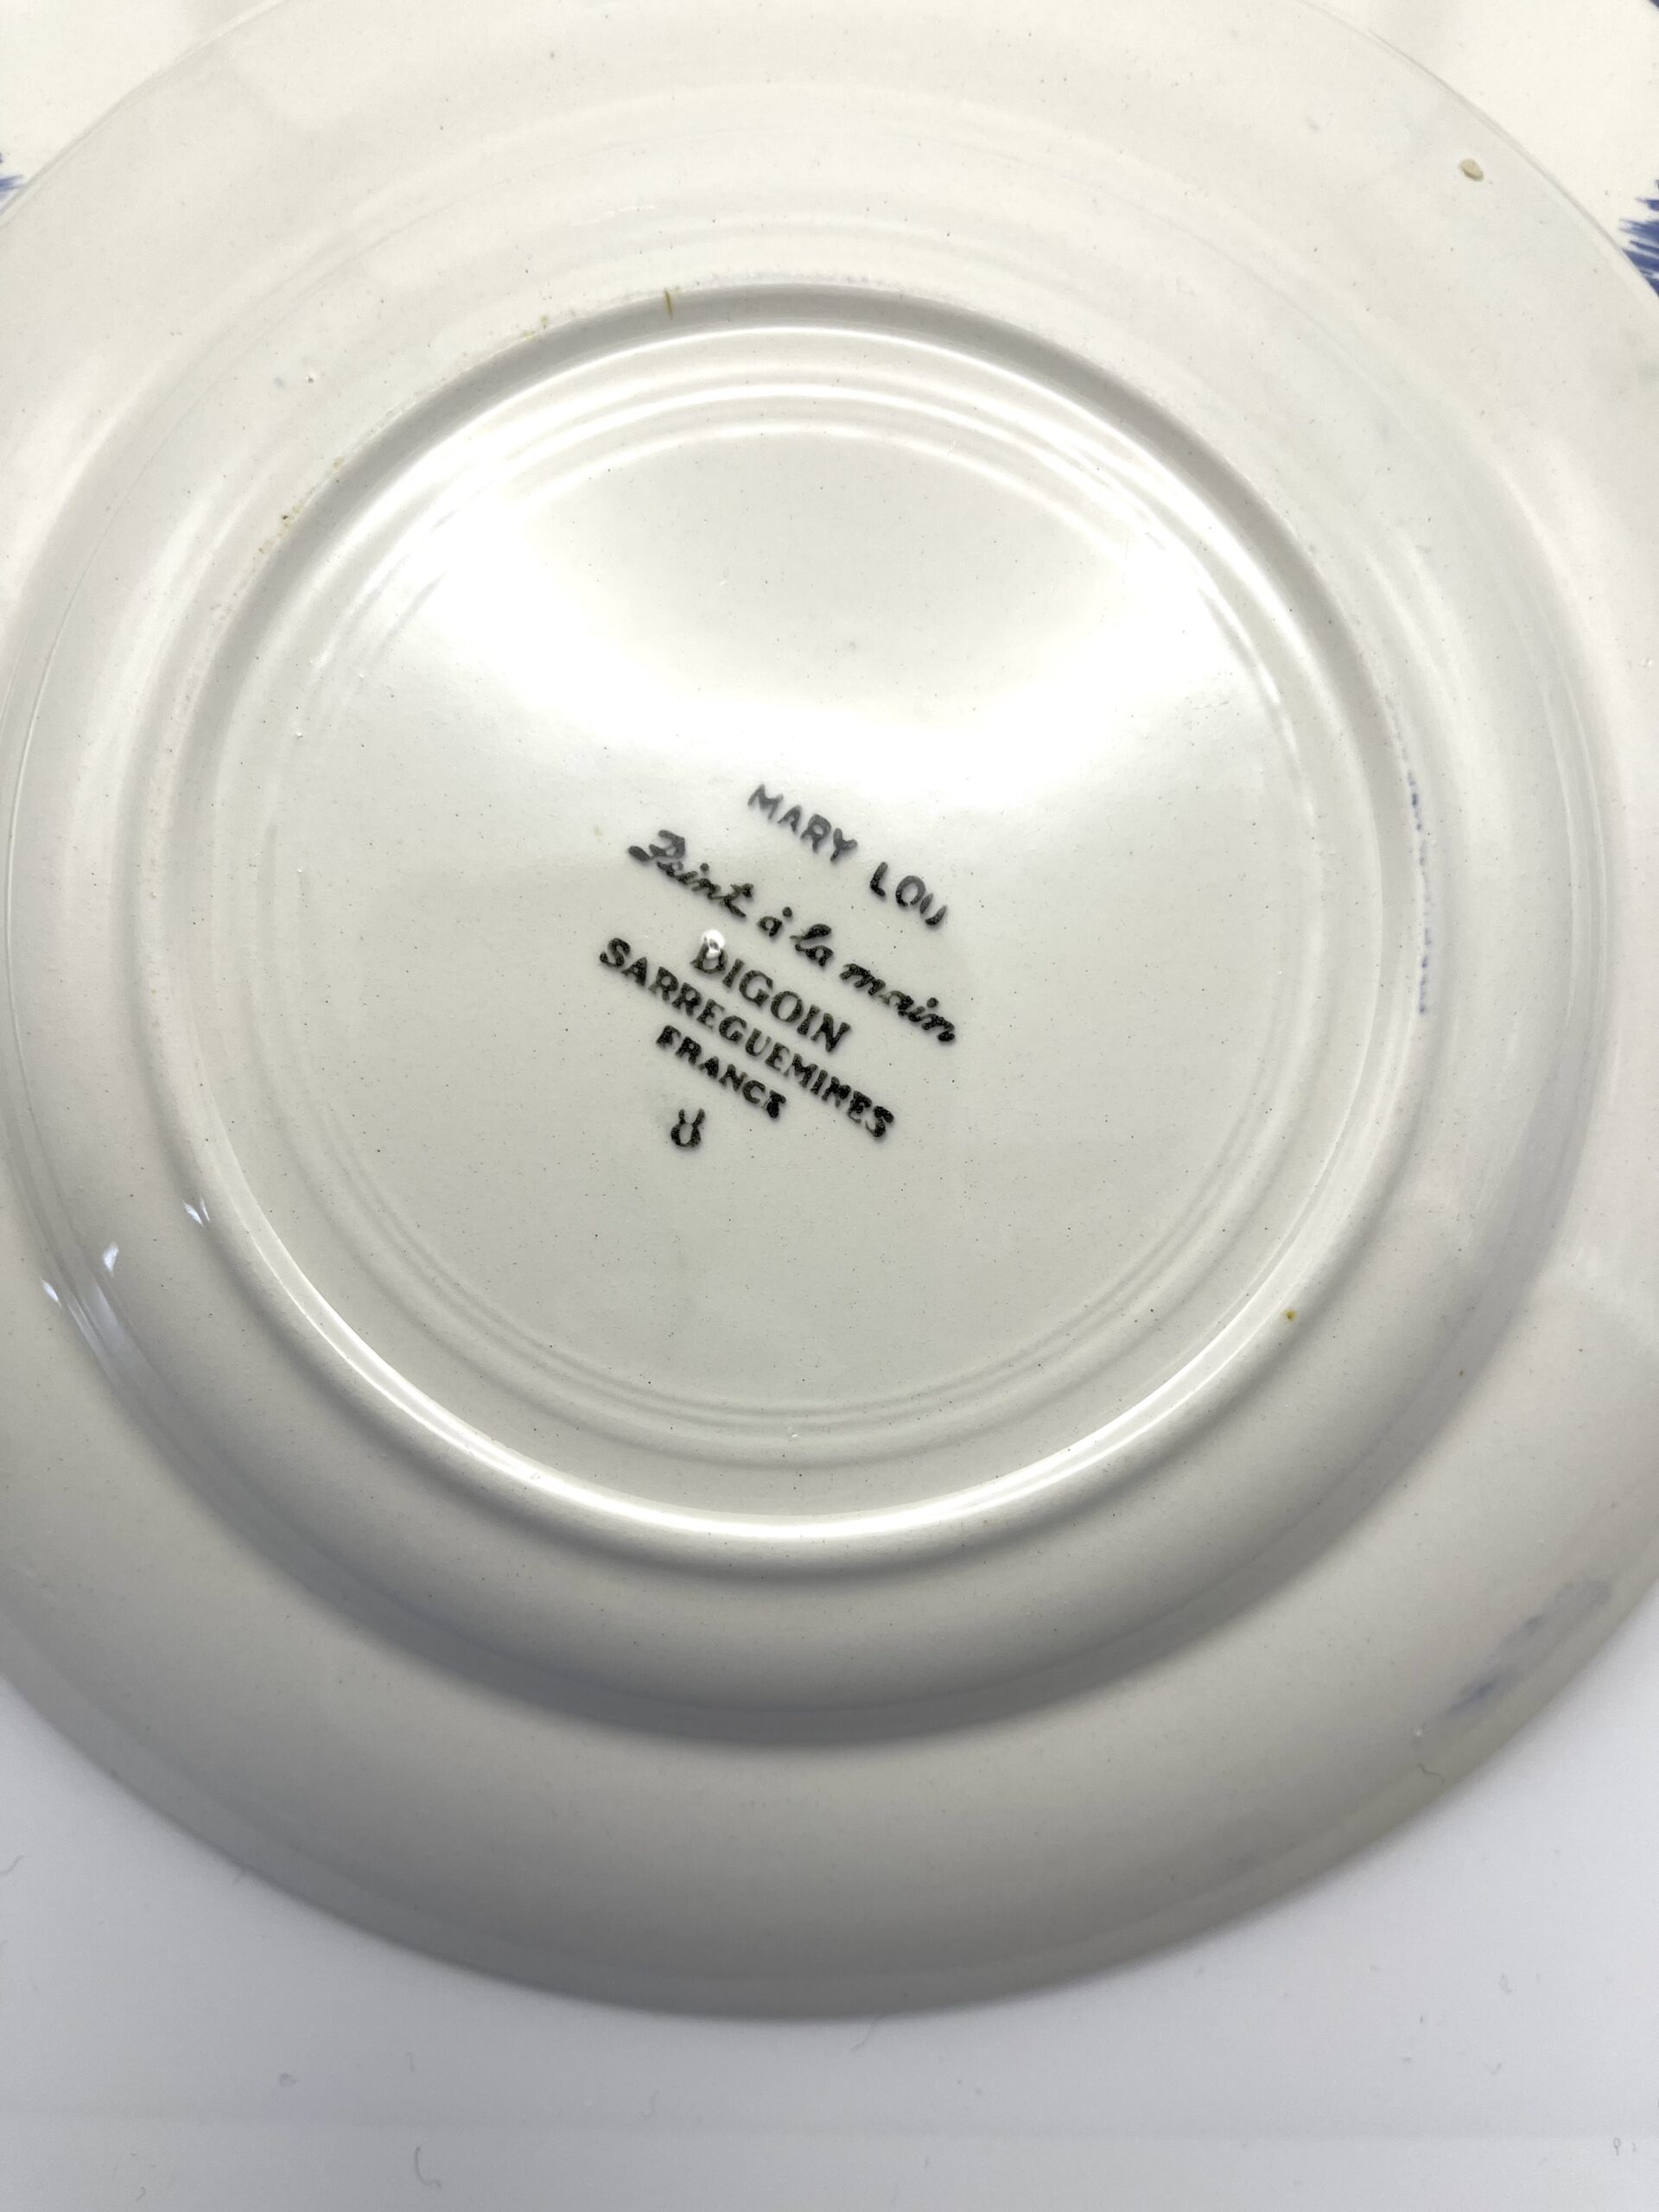 MARY LOU
Peint à la main
DIGOIN
SARREGUEMINES
FRANCE